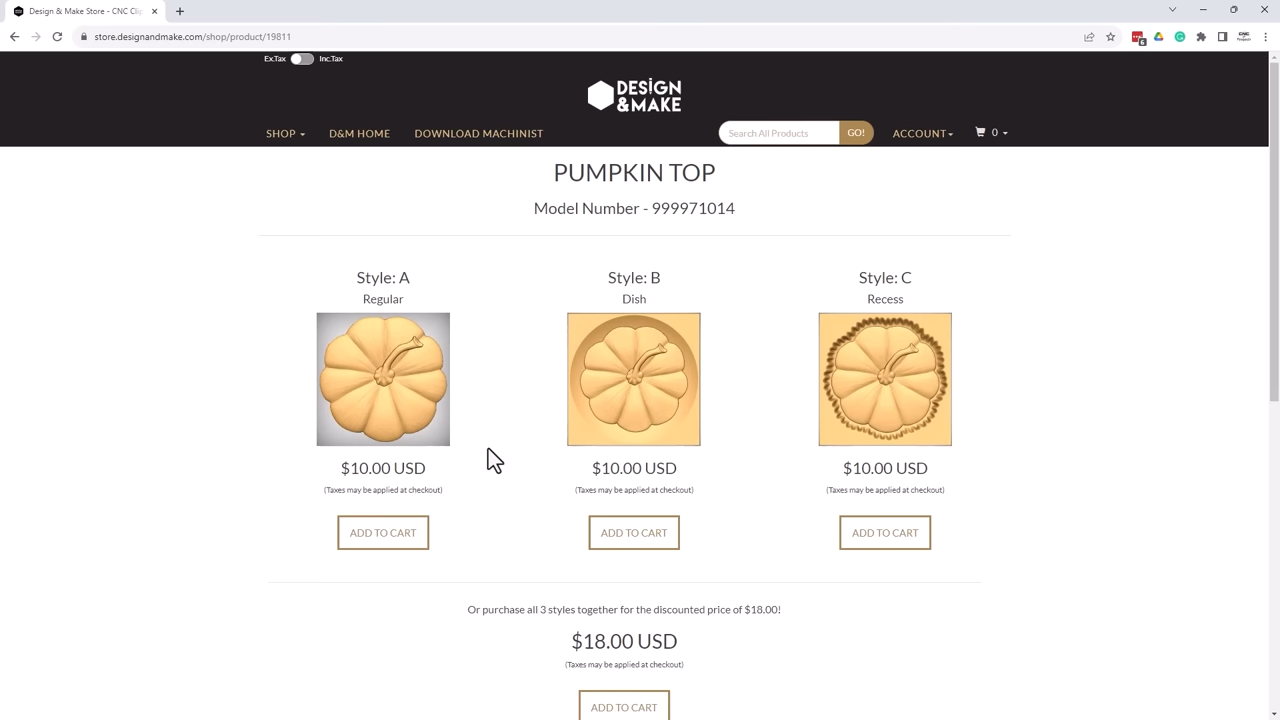 Design & Make Store - CNC Cli
store.designandmake.com/shop/product/19811
6
Ex.Tax Inc.Tax
DESIGN
&MAKE
SHOP D&M HOME DOWNLOAD MACHINIST Search All Products GO! ACCOUNT 0
PUMPKIN TOP
Model Number - 999971014
Style: A Style: B Style: C
Regular Dish Recess
$10.00 USD $10.00 USD $10.00 USD
(Taxes may be applied at checkout) (Taxes may be applied at checkout) (Taxes may be applied at checkout)
ADD TO CART ADD TO CART ADD TO CART
Or purchase all 3 styles together for the discounted price of $18.00!
$18.00 USD
(Taxes may be applied at checkout)
ADD TO CART